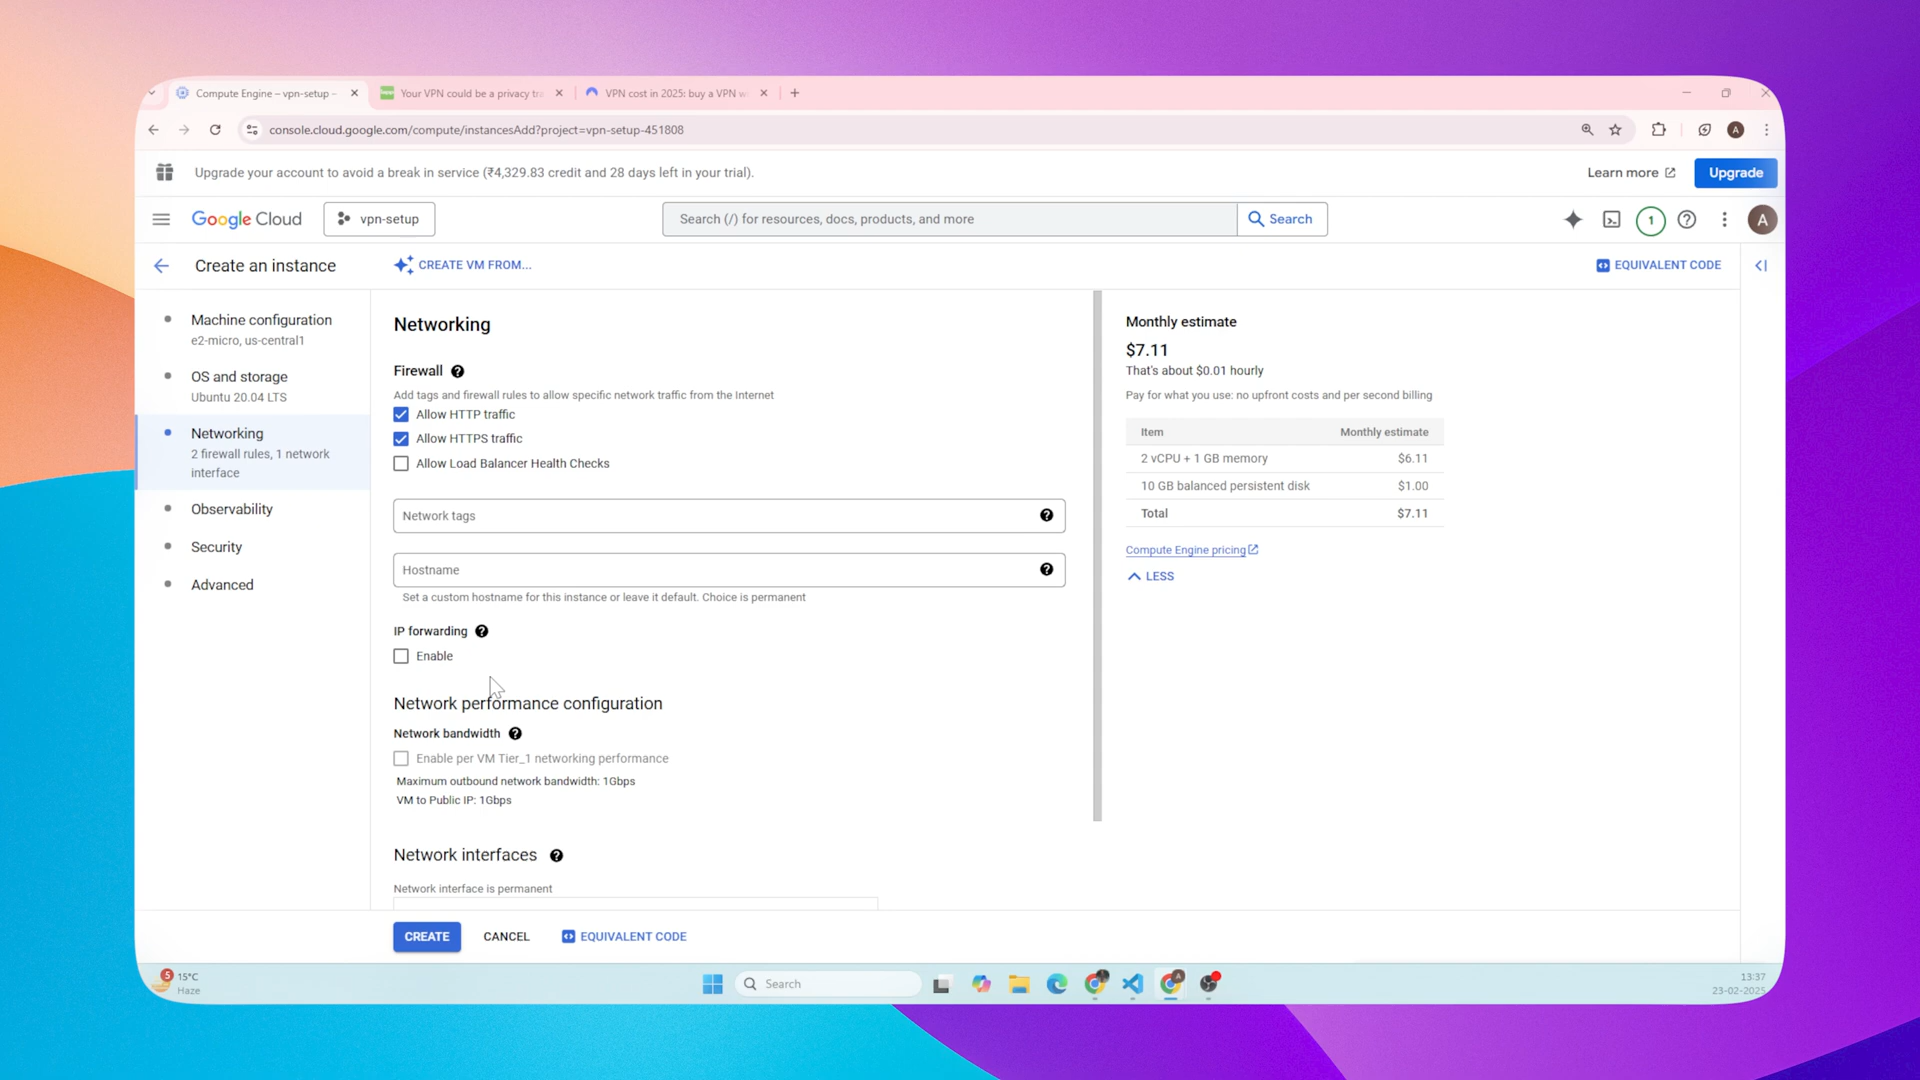 Compute Engine – vpn-setup –
Your VPN could be a privacy tra
VPN cost in 2025: buy a VPN w
console.cloud.google.com/compute/instancesAdd?project=vpn-setup-451808
A
Upgrade your account to avoid a break in service (₹4,329.83 credit and 28 days left in your trial).
Learn more
Upgrade
Google Cloud
vpn-setup
Search (/) for resources, docs, products, and more
Search
1
A
Create an instance
CREATE VM FROM...
EQUIVALENT CODE
Machine configuration
e2-micro, us-central1
OS and storage
Ubuntu 20.04 LTS
Networking
2 firewall rules, 1 network
interface
Observability
Security
Advanced
Networking
Firewall
Add tags and firewall rules to allow specific network traffic from the Internet
Allow HTTP traffic
Allow HTTPS traffic
Allow Load Balancer Health Checks
Network tags
Hostname
Set a custom hostname for this instance or leave it default. Choice is permanent
IP forwarding
Enable
Network performance configuration
Network bandwidth
Enable per VM Tier_1 networking performance
Maximum outbound network bandwidth: 1Gbps
VM to Public IP: 1Gbps
Network interfaces
Network interface is permanent
Monthly estimate
$7.11
That's about $0.01 hourly
Pay for what you use: no upfront costs and per second billing
Item Monthly estimate
2 vCPU + 1 GB memory $6.11
10 GB balanced persistent disk $1.00
Total $7.11
Compute Engine pricing
LESS
CREATE
CANCEL
EQUIVALENT CODE
5
15°C
Haze
Search
13:37
23-02-2025